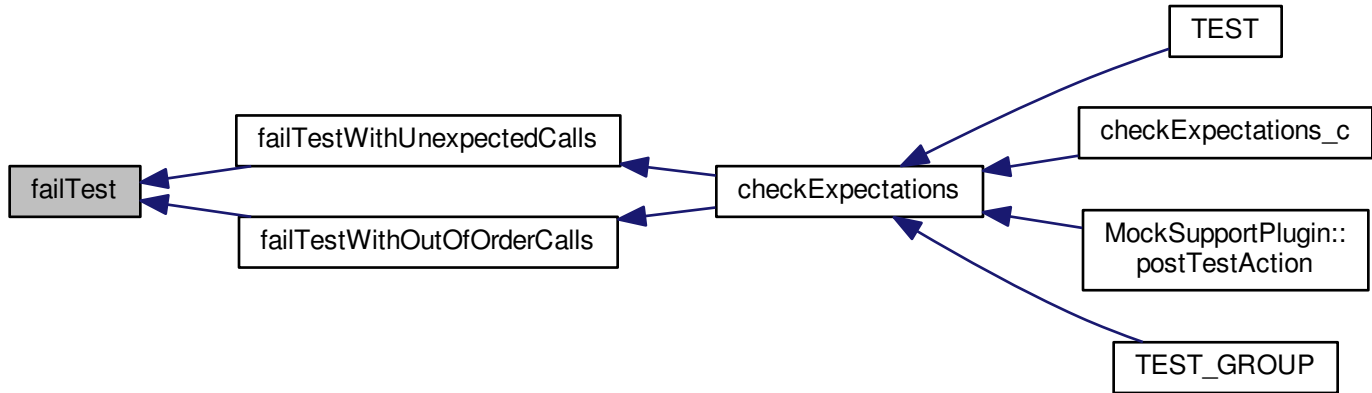 TEST
failTestWithUnexpectedCalls
checkExpectations_c
failTest
checkExpectations
failTestWithOutOfOrderCalls
MockSupportPlugin::
postTestAction
TEST_GROUP